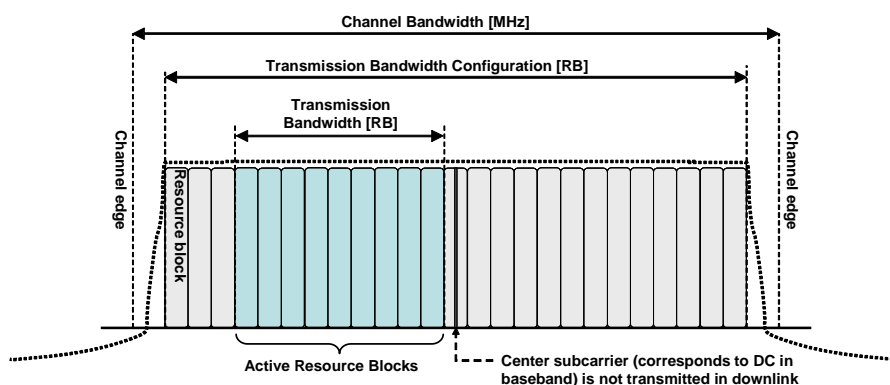 Channel Bandwidth [MHz]
Transmission Bandwidth Configuration [RB]
Transmission
Bandwidth [RB]
Channel edge
Resource block
Channel edge
Active Resource Blocks
Center subcarrier (corresponds to DC in
baseband) is not transmitted in downlink